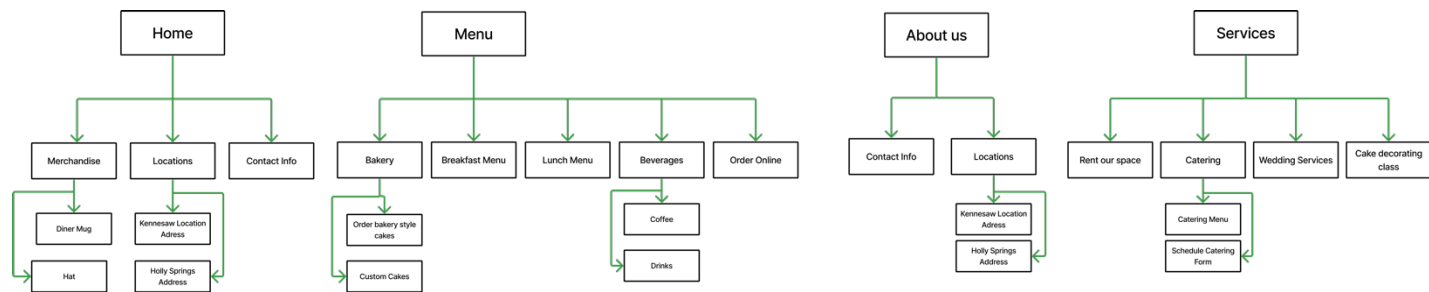 Home
Menu
About us
Services
Merchandise
Locations
Contact Info
Bakery
Breakfast Menu
Lunch Menu
Beverages
Order Online
Contact Info
Locations
Rent our space
Catering
Wedding Services
Cake decorating
class
Diner Mug
Kennesaw Location
Adress
Hat
Holly Springs
Address
Order bakery style
cakes
Custom Cakes
Coffee
Drinks
Kennesaw Location
Adress
Holly Springs
Address
Catering Menu
Schedule Catering
Form